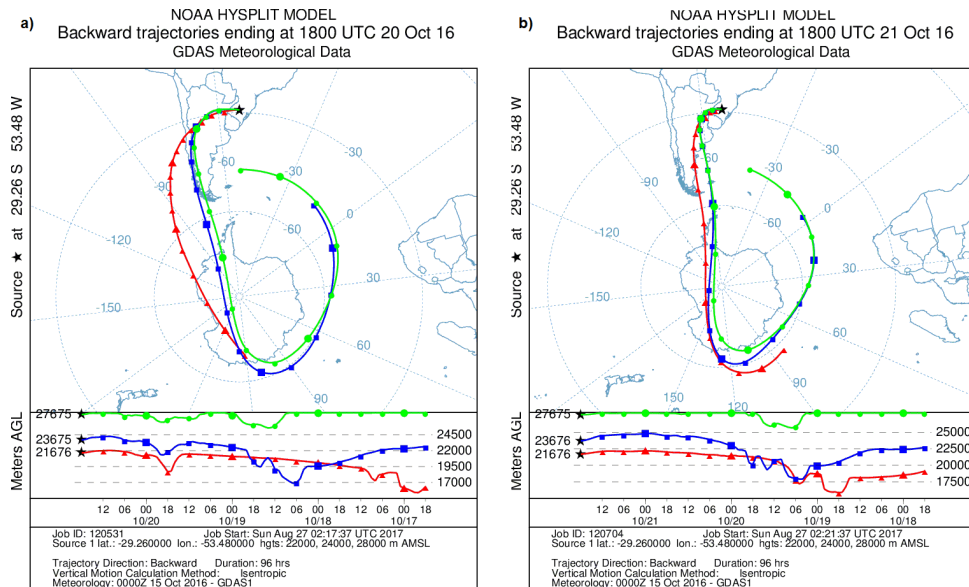 a)
NOAA HYSPLIT MODEL
Backward trajectories ending at 1800 UTC 20 Oct 16
GDAS Meteorological Data
Source ★ at 29.26 S 53.48 W
-30
-60
-30
-90
0
-60
-120
30
-150
60
90
27675
23675
21676
Meters AGL
24500
22000
19500
17000
12 06 00 18 12 06 00 18 12 06 00 18 12 06 00 18
10/20 10/19 10/18 10/17
Job ID: 120531 Job Start: Sun Aug 27 02:17:37 UTC 2017
Source 1 lat.: -29.260000 lon.: -53.480000 hgts: 22000, 24000, 28000 m AMSL
Trajectory Direction: Backward Duration: 96 hrs
Vertical Motion Calculation Method: Isentropic
Meteorology: 0000Z 15 Oct 2016 - GDAS1
b)
NOAA HYSPLIT MODEL
Backward trajectories ending at 1800 UTC 21 Oct 16
GDAS Meteorological Data
Source ★ at 29.26 S 53.48 W
-30
-60
-30
-90
0
-60
-120
30
-150
60
90
150
120
27675
23676
21676
Meters AGL
25000
22500
20000
17500
12 06 00 18 12 06 00 18 12 06 00 18 12 06 00 18
10/21 10/20 10/19 10/18
Job ID: 120704 Job Start: Sun Aug 27 02:21:37 UTC 2017
Source 1 lat.: -29.260000 lon.: -53.480000 hgts: 22000, 24000, 28000 m AMSL
Trajectory Direction: Backward Duration: 96 hrs
Vertical Motion Calculation Method: Isentropic
Meteorology: 0000Z 15 Oct 2016 - GDAS1